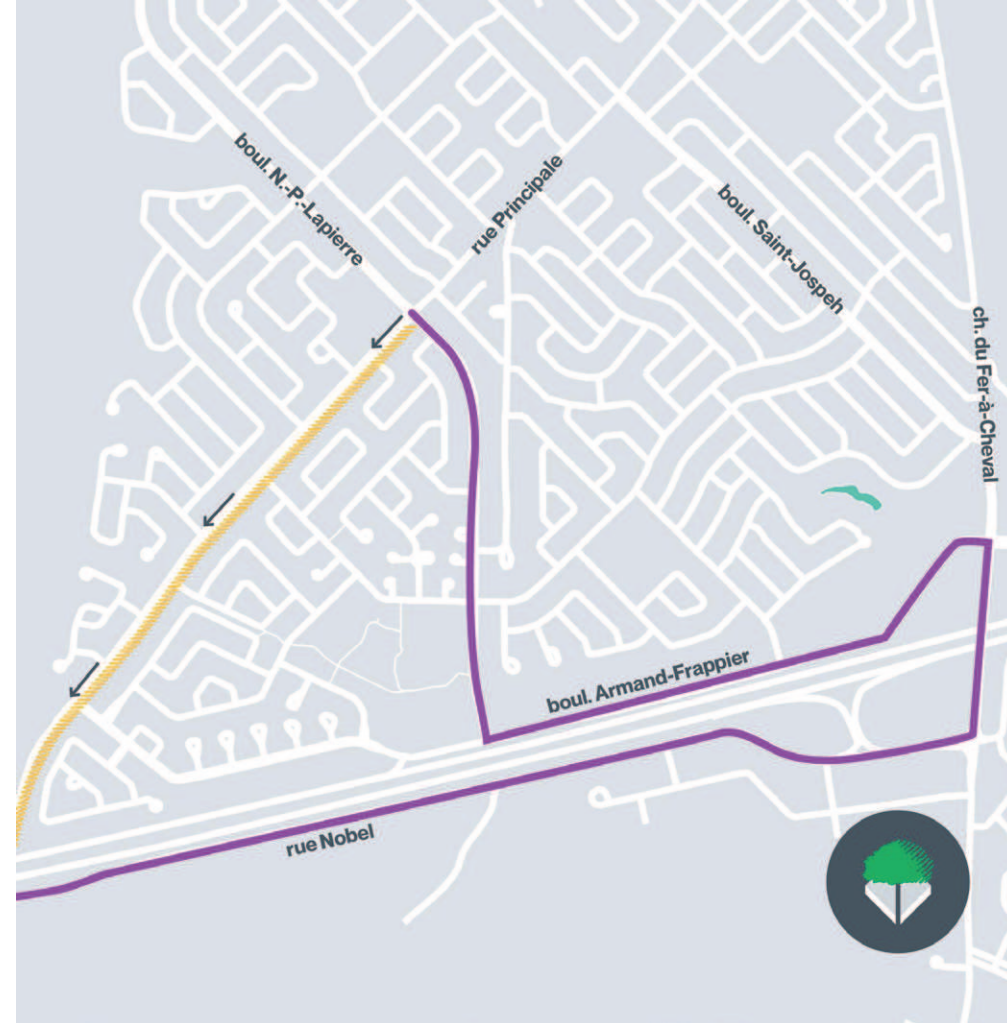 boul. N.-P.-Lapierre
rue Principale
boul. Saint-Jospeh
ch. du Fer-à-Cheval
boul. Armand-Frappier
rue Nobel